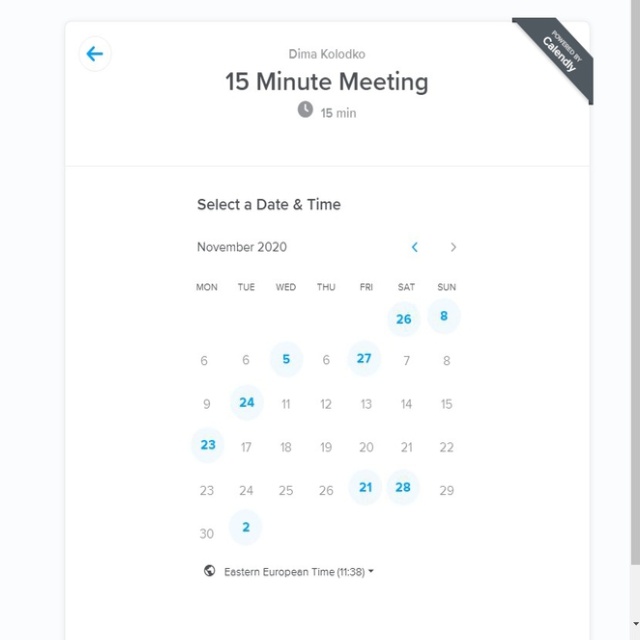 Dima Kolodko
15 Minute Meeting
15 min
POWERED BY
Calendly
Select a Date & Time
November 2020
MON TUE WED THU FRI SAT SUN
26 8
6 6 5 6 27 7 8
9 24 11 12 13 14 15
23 17 18 19 20 21 22
23 24 25 26 21 28 29
30 2
Eastern European Time (11:38)